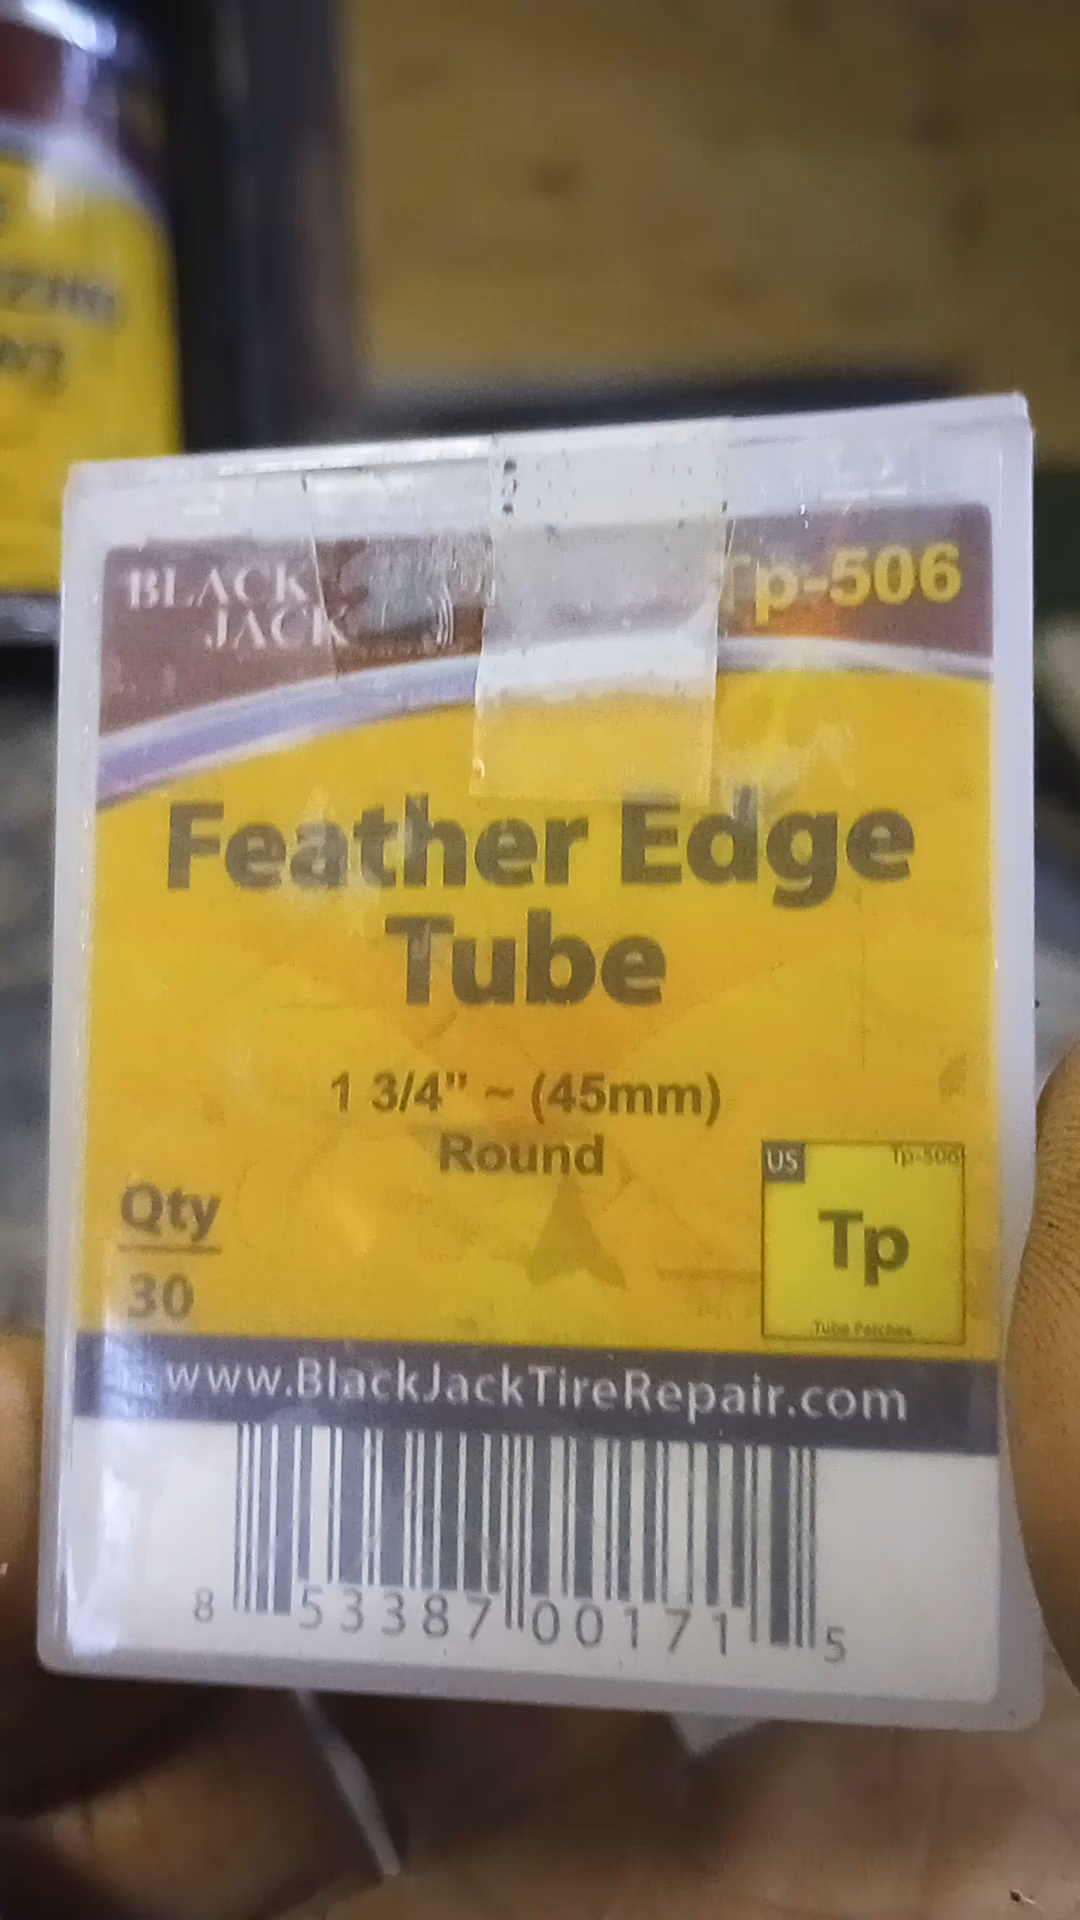 BLACK
JACK
Tp-506
Feather Edge
Tube
1 3/4" ~ (45mm)
Round
Qty
30
US
Tp-506
Tp
Tube Patches
www.BlackJackTireRepair.com
8 53387 00171 5